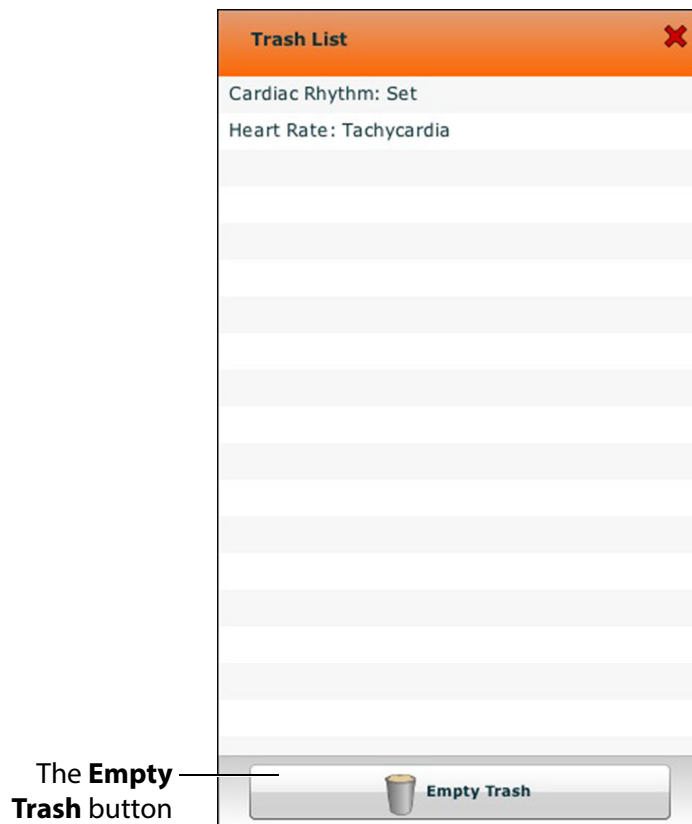 Trash List
Cardiac Rhythm: Set
Heart Rate: Tachycardia
The Empty
Trash button
Empty Trash